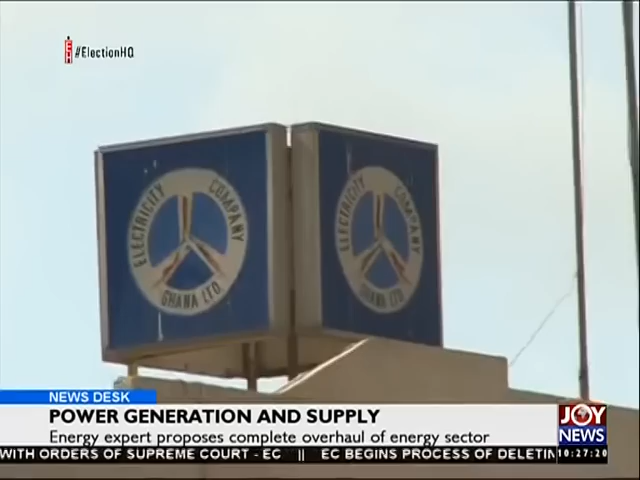 #ElectionHQ
ELECTRICITY COMPANY
GHANA LTD.
ELECTRICITY COMPANY
GHANA LTD.
NEWS DESK
POWER GENERATION AND SUPPLY
Energy expert proposes complete overhaul of energy sector
JOY
NEWS
WITH ORDERS OF SUPREME COURT - EC || EC BEGINS PROCESS OF DELETIN
10:27:20